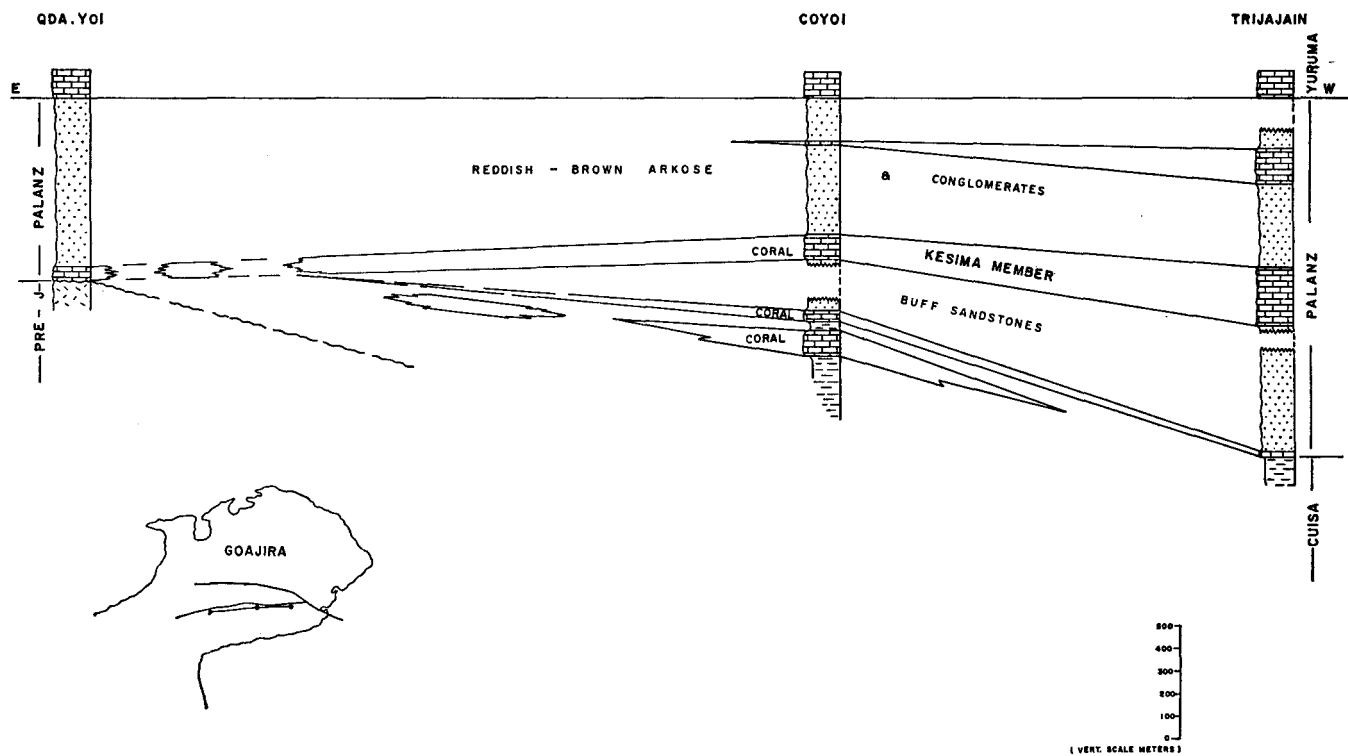 QDA. YOI
COYOI
TRIJAJAIN
E
W
YURUMA
PALANZ
PRE - J
REDDISH - BROWN ARKOSE
& CONGLOMERATES
CORAL
KESIMA MEMBER
BUFF SANDSTONES
CORAL
CORAL
PALANZ
CUISA
GOAJIRA
500
400
300
200
100
0
( VERT. SCALE METERS )